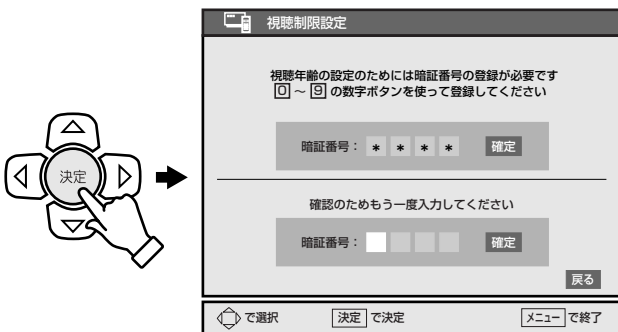 視聴制限設定
視聴年齢の設定のためには暗証番号の登録が必要です
0 ~ 9 の数字ボタンを使って登録してください
暗証番号： * * * * 確定
確認のためもう一度入力してください
暗証番号： 確定
戻る
決定
で選択 決定 で決定 メニュー で終了